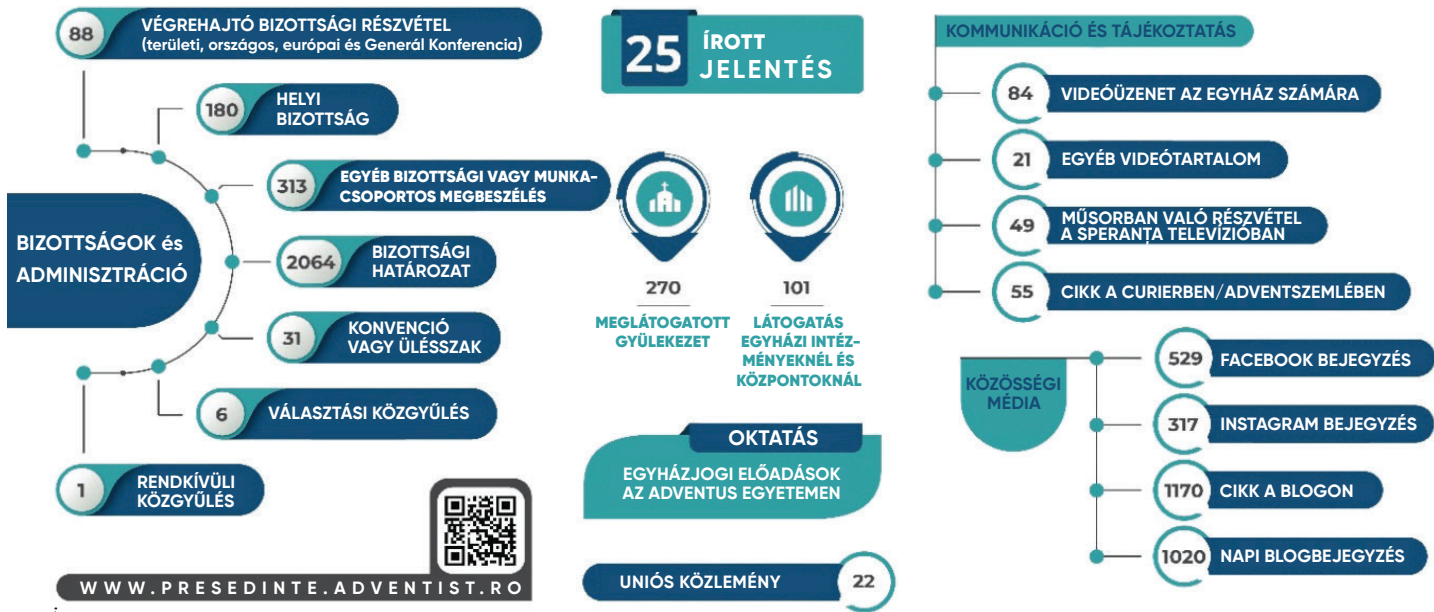 88
VÉGREHAJTÓ BIZOTTSÁGI RÉSZVÉTEL
(területi, országos, európai és Generál Konferencia)
180
HELYI
BIZOTTSÁG
313
EGYÉB BIZOTTSÁGI VAGY MUNKA-
CSOPORTOS MEGBESZÉLÉS
BIZOTTSÁGOK és
ADMINISZTRÁCIÓ
2064
BIZOTTSÁGI
HATÁROZAT
31
KONVENCIÓ
VAGY ÜLÉSSZAK
6
VÁLASZTÁSI KÖZGYŰLÉS
1
RENDKÍVÜLI
KÖZGYŰLÉS
WWW.PRESEDINTE.ADVENTIST.RO
25
ÍROTT
JELENTÉS
270
MEGLÁTOGATOTT
GYÜLEKEZET
101
LÁTOGATÁS
EGYHÁZI INTÉZ-
MÉNYEKNÉL ÉS
KÖZPONTOKNÁL
OKTATÁS
EGYHÁZJOGI ELŐADÁSOK
AZ ADVENTUS EGYETEMEN
UNIÓS KÖZLEMÉNY
22
KOMMUNIKÁCIÓ ÉS TÁJÉKOZTATÁS
84
VIDEÓÜZENET AZ EGYHÁZ SZÁMÁRA
21
EGYÉB VIDEÓTARTALOM
49
MŰSORBAN VALÓ RÉSZVÉTEL
A SPERANȚA TELEVÍZIÓBAN
55
CIKK A CURIERBEN/ADVENTSZEMLÉBEN
KÖZÖSSÉGI
MÉDIA
529
FACEBOOK BEJEGYZÉS
317
INSTAGRAM BEJEGYZÉS
1170
CIKK A BLOGON
1020
NAPI BLOGBEJEGYZÉS